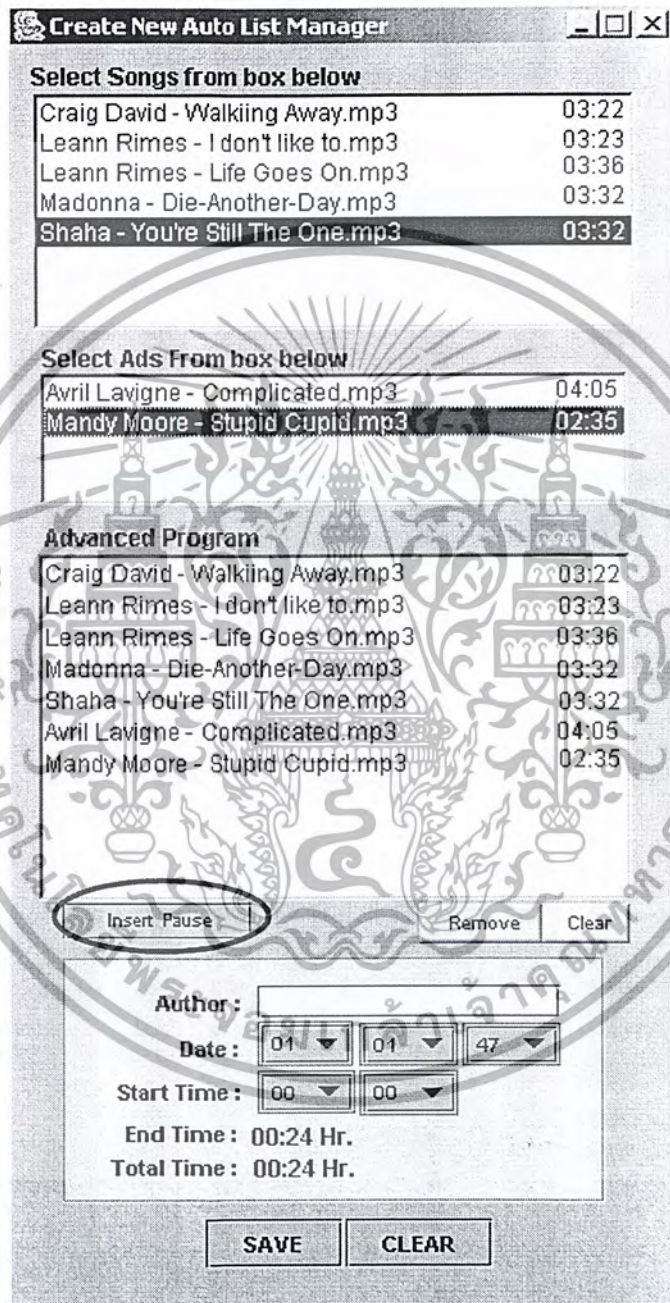 Create New Auto List Manager
Select Songs from box below
Craig David - Walkiing Away.mp3 03:22
Leann Rimes - I don't like to.mp3 03:23
Leann Rimes - Life Goes On.mp3 03:36
Madonna - Die-Another-Day.mp3 03:32
Shaha - You're Still The One.mp3 03:32
Select Ads From box below
Avril Lavigne - Complicated.mp3 04:05
Mandy Moore - Stupid Cupid.mp3 02:35
Advanced Program
Craig David - Walkiing Away.mp3 03:22
Leann Rimes - I don't like to.mp3 03:23
Leann Rimes - Life Goes On.mp3 03:36
Madonna - Die-Another-Day.mp3 03:32
Shaha - You're Still The One.mp3 03:32
Avril Lavigne - Complicated.mp3 04:05
Mandy Moore - Stupid Cupid.mp3 02:35
Insert Pause Remove Clear
Author :
Date : 01 01 47
Start Time : 00 00
End Time : 00:24 Hr.
Total Time : 00:24 Hr.
SAVE CLEAR